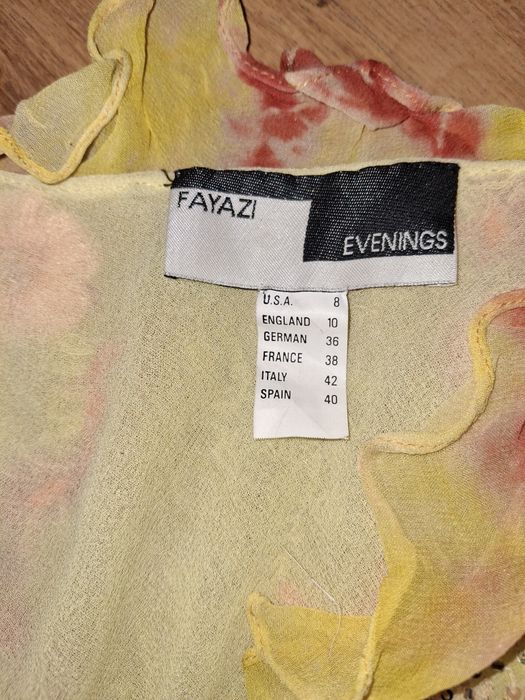 FAYAZI
EVENINGS
U.S.A. 8
ENGLAND 10
GERMAN 36
FRANCE 38
ITALY 42
SPAIN 40